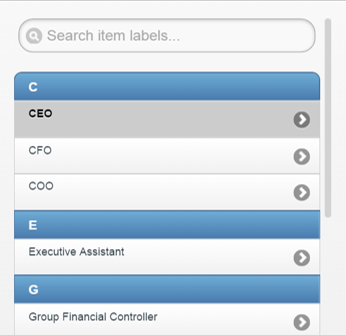 Search item labels...
C
CEO
CFO
COO
E
Executive Assistant
G
Group Financial Controller